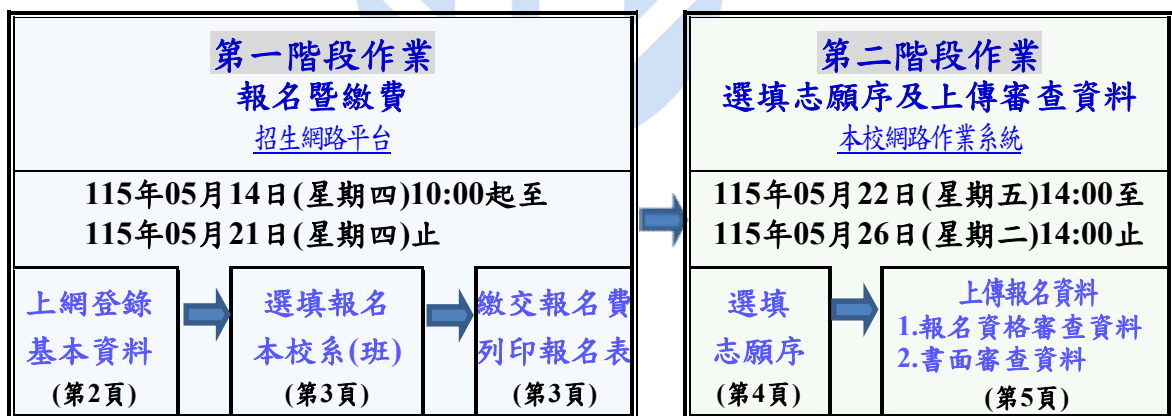 第一階段作業
報名暨繳費
招生網路平台
115年05月14日(星期四)10:00起至
115年05月21日(星期四)止
上網登錄
基本資料
(第2頁)
選填報名
本校系(班)
(第3頁)
繳交報名費
列印報名表
(第3頁)
第二階段作業
選填志願序及上傳審查資料
本校網路作業系統
115年05月22日(星期五)14:00至
115年05月26日(星期二)14:00止
選填
志願序
(第4頁)
上傳報名資料
1.報名資格審查資料
2.書面審查資料
(第5頁)